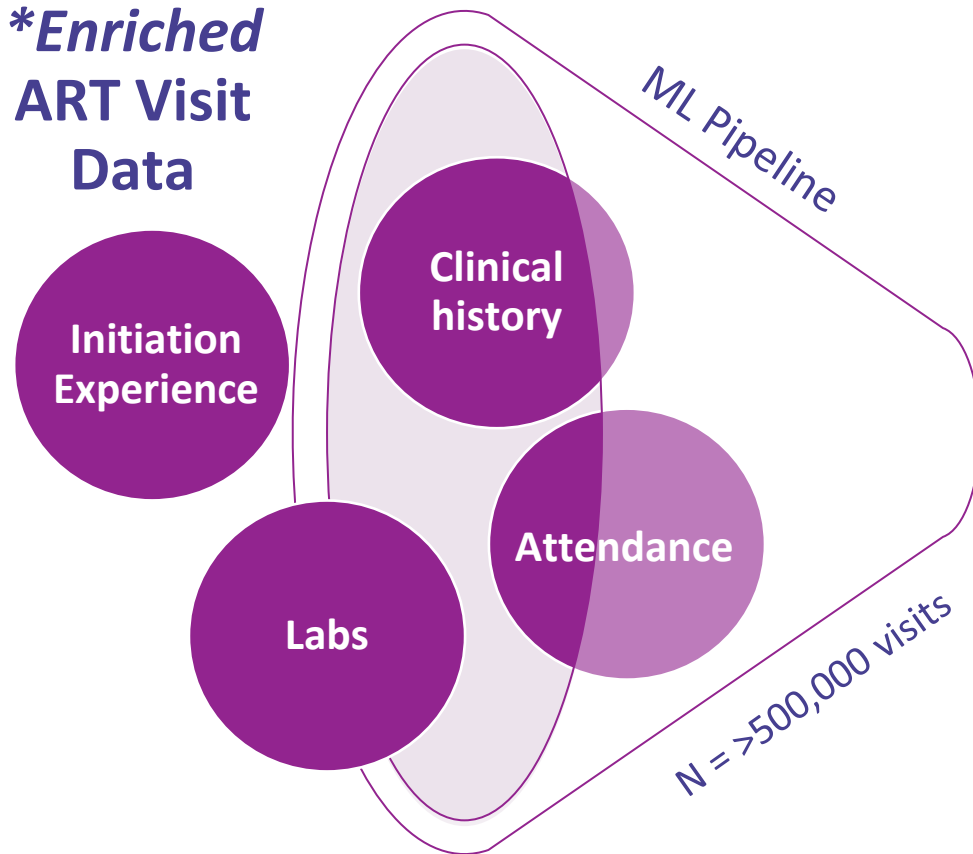 *Enriched
ART Visit
Data
ML Pipeline
Clinical
history
Initiation
Experience
Attendance
Labs
N = >500,000 visits